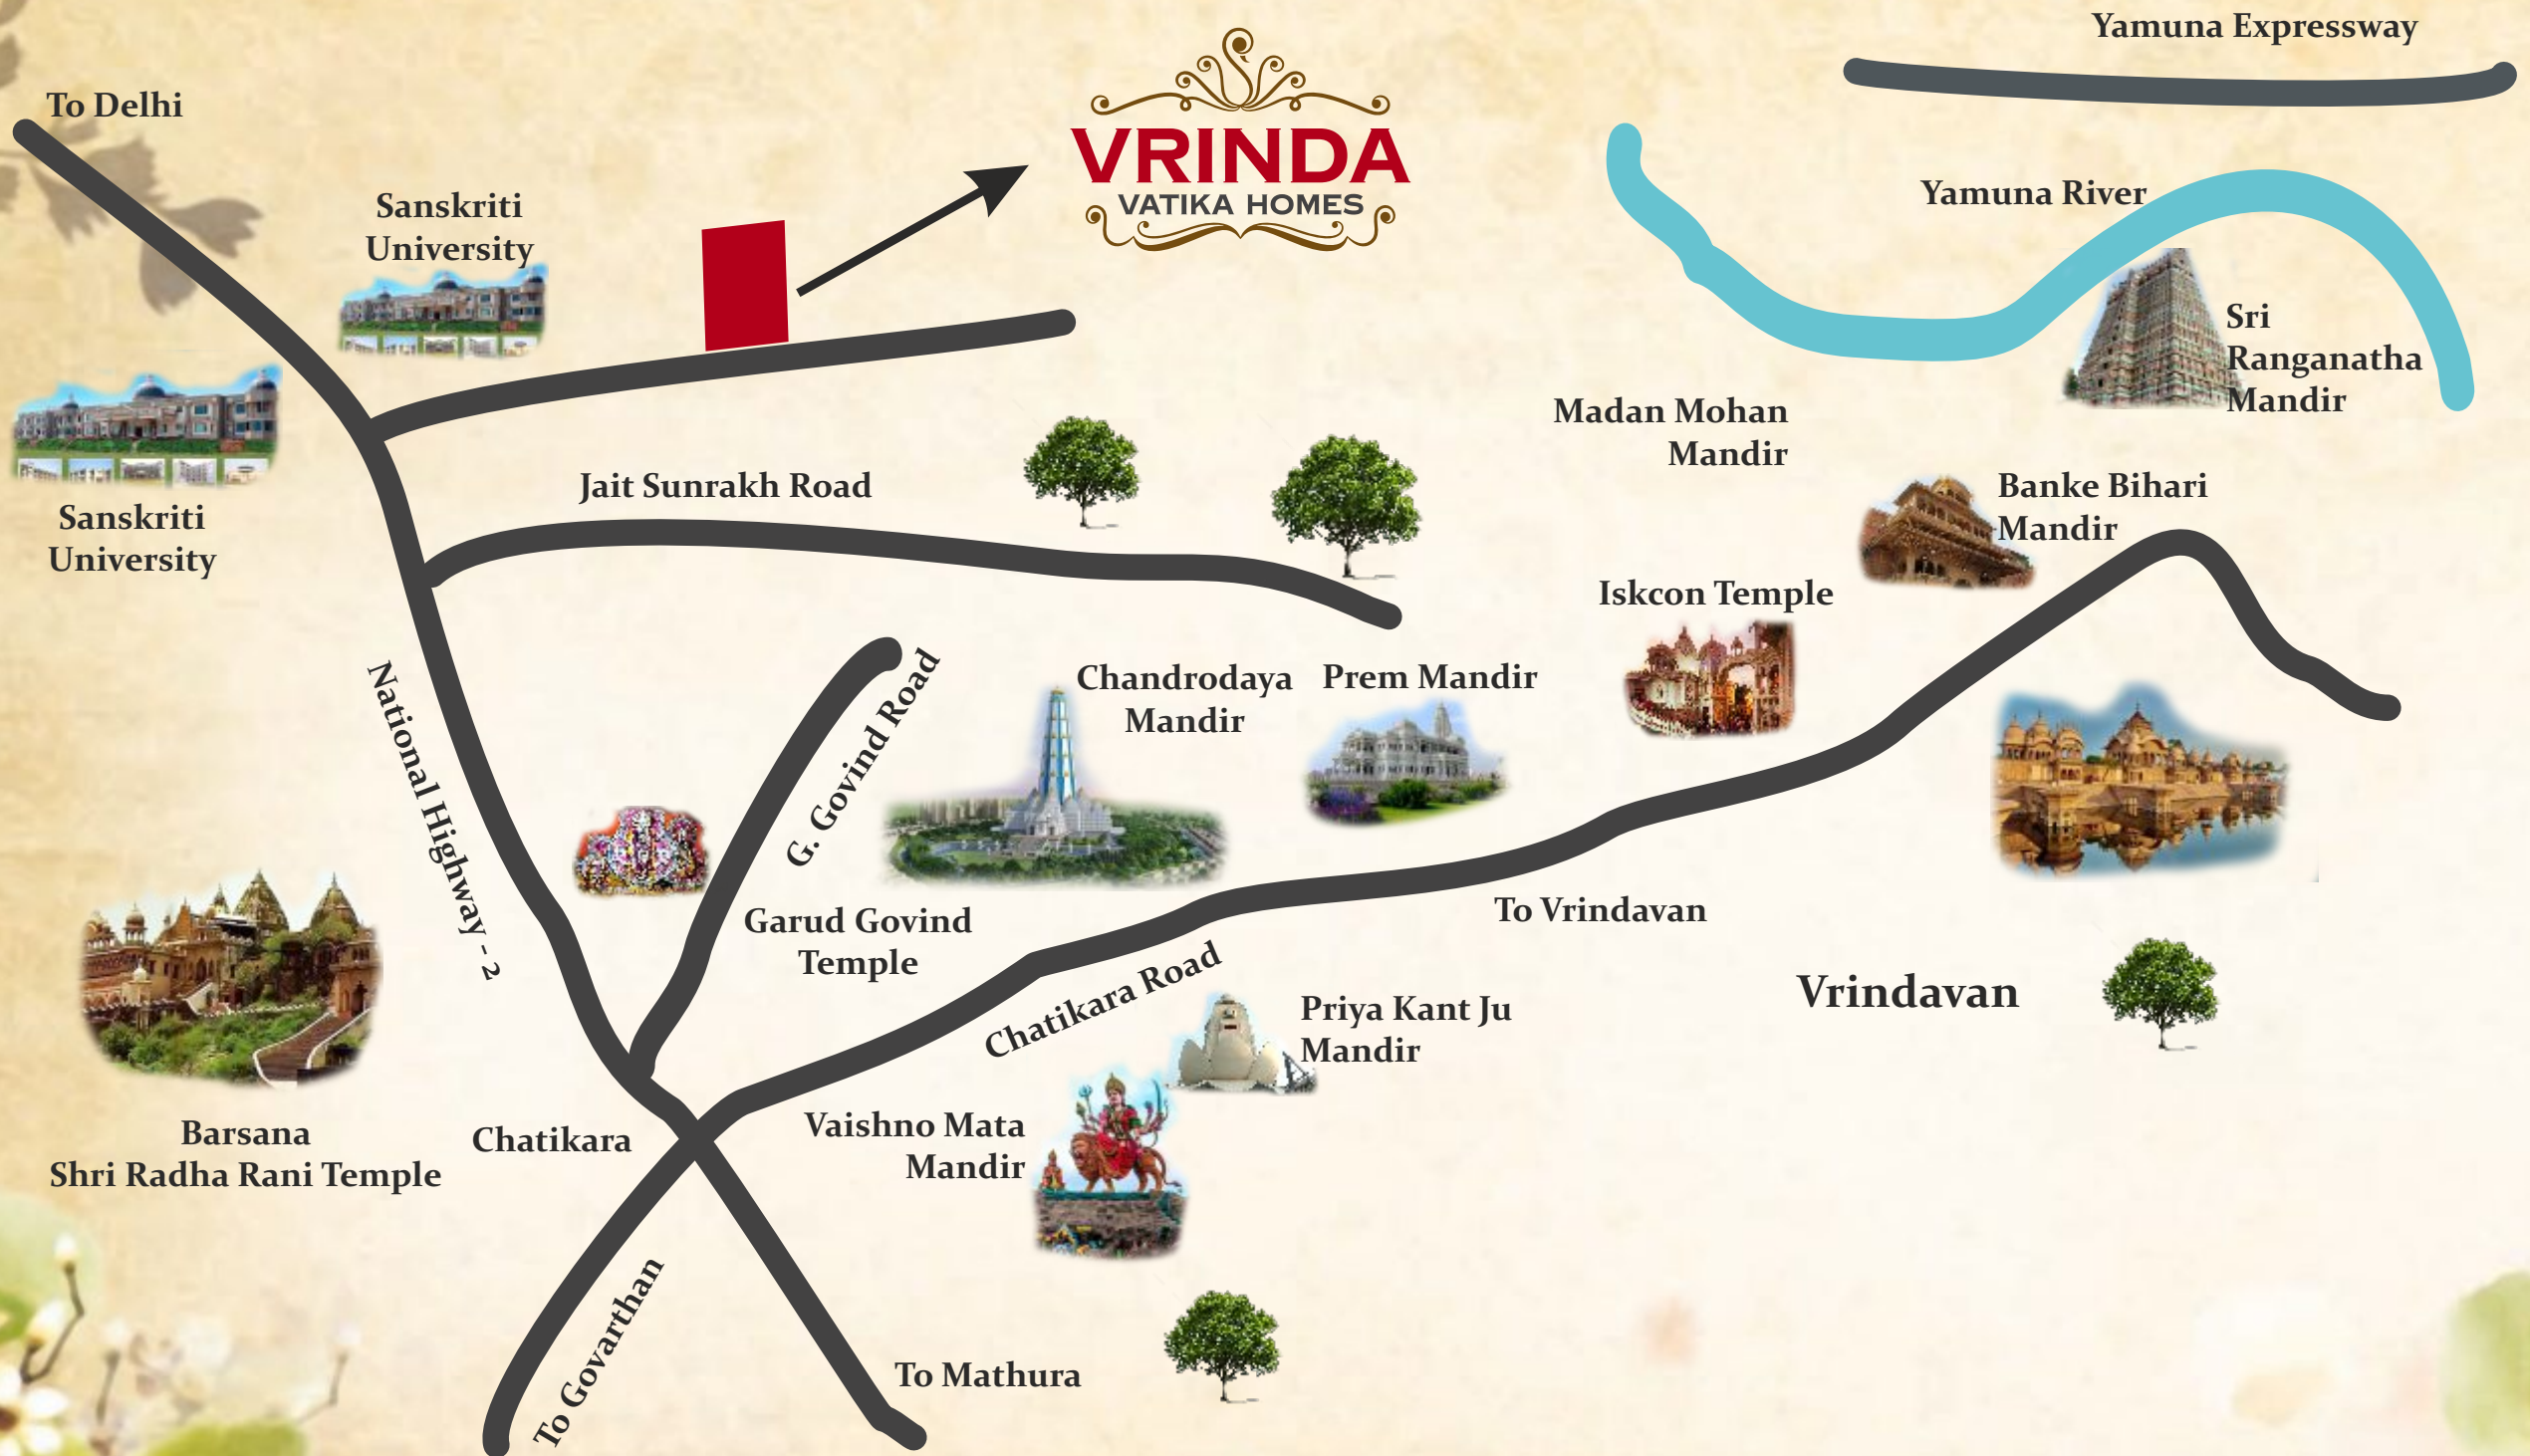 Yamuna Expressway
To Delhi
VRINDA
VATIKA HOMES
Yamuna River
Sanskriti
University
Sri
Ranganatha
Mandir
Madan Mohan
Mandir
Sanskriti
University
Jait Sunrakh Road
Banke Bihari
Mandir
Iskcon Temple
National Highway - 2
G. Govind Road
Chandrodaya
Mandir
Prem Mandir
Garud Govind
Temple
To Vrindavan
Chatikara Road
Vrindavan
Priya Kant Ju
Mandir
Barsana
Shri Radha Rani Temple
Chatikara
Vaishno Mata
Mandir
To Govarthan
To Mathura